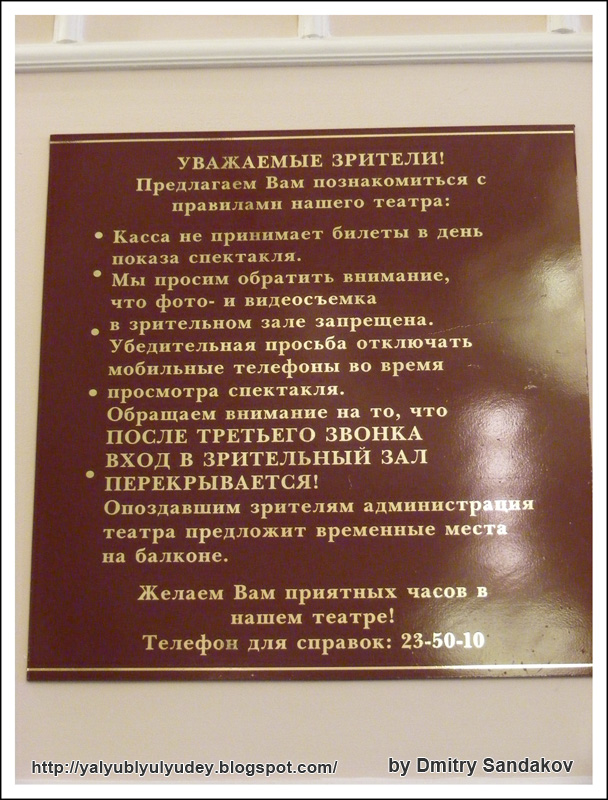 УВАЖАЕМЫЕ ЗРИТЕЛИ!
Предлагаем Вам познакомиться с
правилами нашего театра:
• Касса не принимает билеты в день
показа спектакля.
• Мы просим обратить внимание,
что фото- и видеосъемка
в зрительном зале запрещена.
• Убедительная просьба отключать
мобильные телефоны во время
просмотра спектакля.
• Обращаем внимание на то, что
ПОСЛЕ ТРЕТЬЕГО ЗВОНКА
ВХОД В ЗРИТЕЛЬНЫЙ ЗАЛ
ПЕРЕКРЫВАЕТСЯ!
• Опоздавшим зрителям администрация
театра предложит временные места
на балконе.
Желаем Вам приятных часов в
нашем театре!
Телефон для справок: 23-50-10
http://yalyublyulyudey.blogspot.com/ by Dmitry Sandakov